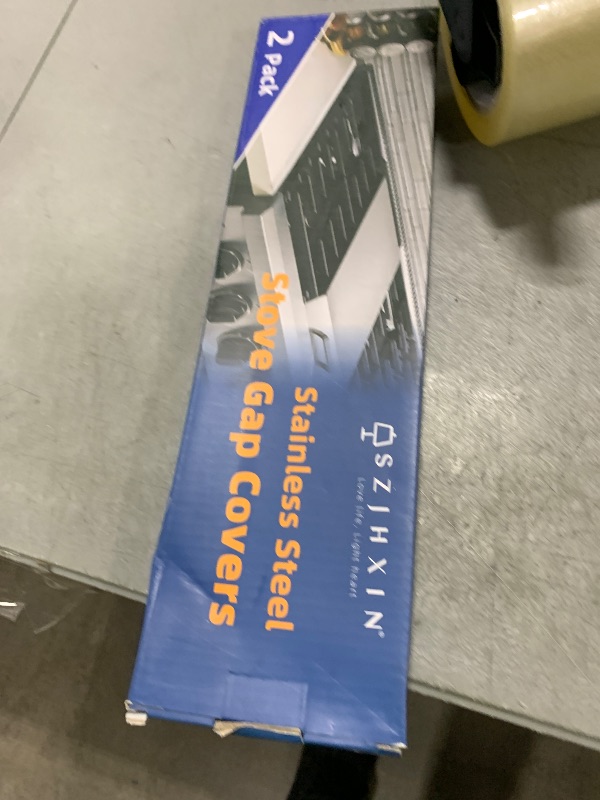 2 Pack
SZJHXIN®
Love life, Light heart
Stainless Steel
Stove Gap Covers